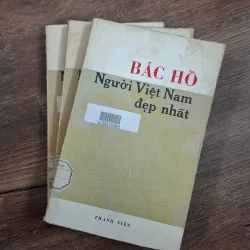 BÁC HỒ
Người Việt Nam
đẹp nhất
THANH NIÊN